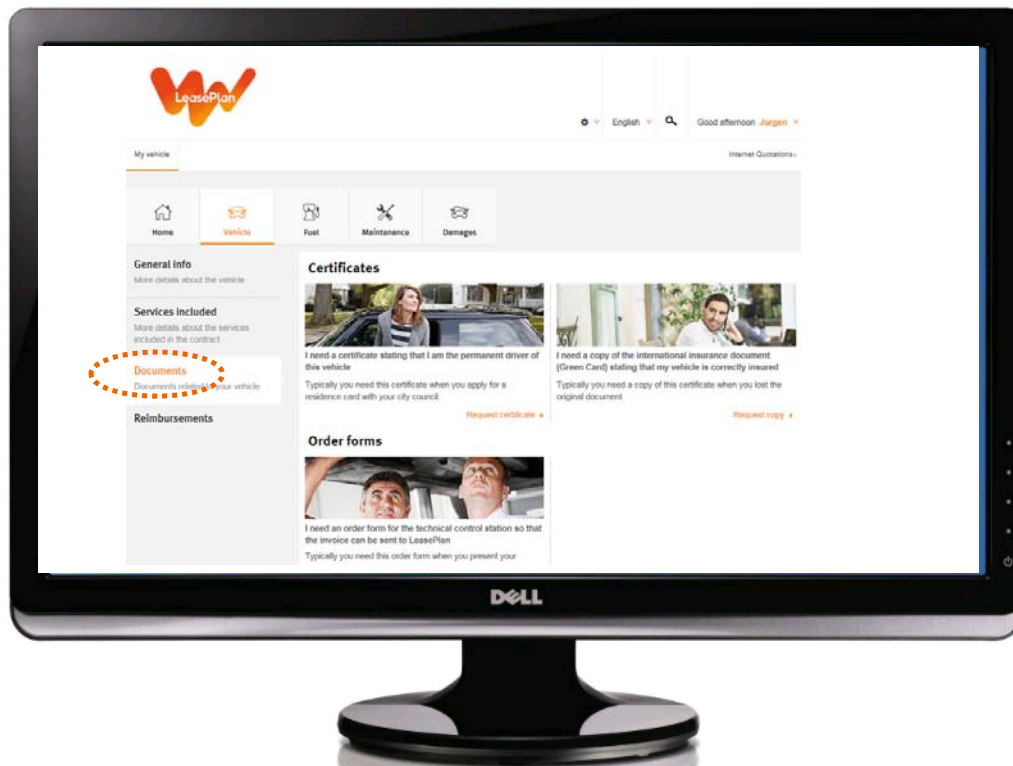 LeasePlan
English
Good afternoon Jurgen
My vehicle
Internet Quotations
Home
Vehicle
Fuel
Maintenance
Damages
General info
More details about the vehicle
Services included
More details about the services
included in the contract
Documents
Documents related to your vehicle
Reimbursements
Certificates
I need a certificate stating that I am the permanent driver of
this vehicle
Typically you need this certificate when you apply for a
residence card with your city council.
Request certificate
I need a copy of the international insurance document
(Green Card) stating that my vehicle is correctly insured
Typically you need a copy of this certificate when you lost the
original document
Request copy
Order forms
I need an order form for the technical control station so that
the invoice can be sent to LeasePlan
Typically you need this order form when you present your
DELL